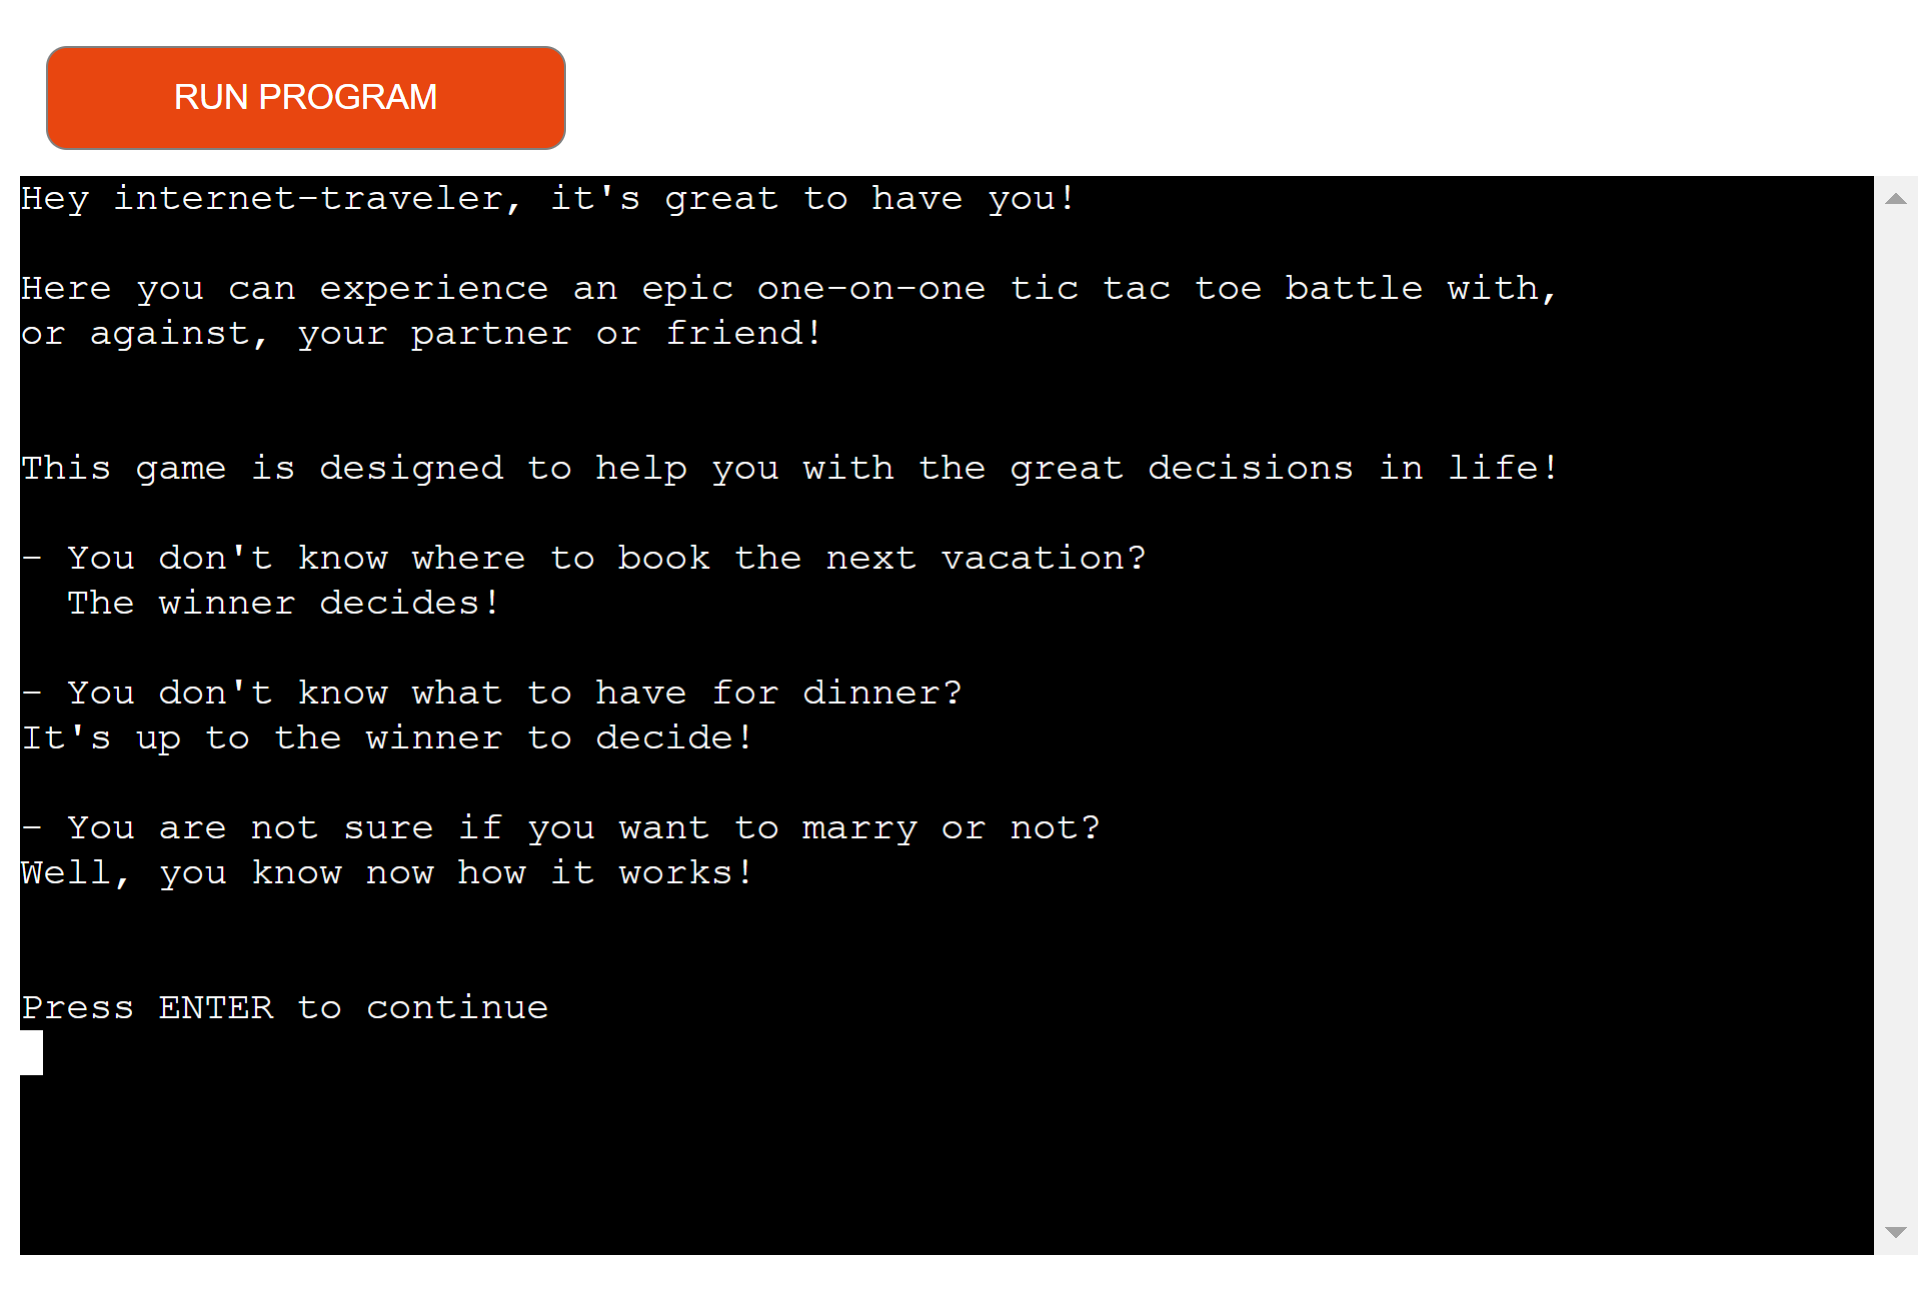 RUN PROGRAM
Hey internet-traveler, it's great to have you!
Here you can experience an epic one-on-one tic tac toe battle with,
or against, your partner or friend!
This game is designed to help you with the great decisions in life!
- You don't know where to book the next vacation?
  The winner decides!
- You don't know what to have for dinner?
It's up to the winner to decide!
- You are not sure if you want to marry or not?
Well, you know now how it works!
Press ENTER to continue